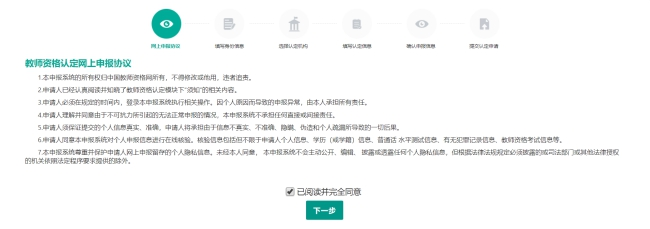 网上申报协议
填写身份信息
选择认定机构
填写认定信息
确认申报信息
提交认定申请
教师资格认定网上申报协议
1.本申报系统的所有权归中国教师资格网所有，不得修改或他用，违者追责。
2.申请人已经认真阅读并知晓了教师资格认定模块下“须知”的相关内容。
3.申请人必须在规定的时间内，登录本申报系统执行相关操作。因个人原因而导致的申报异常，由本人承担所有责任。
4.申请人理解并同意由于不可抗力所引起的无法正常申报的情况，本申报系统不承担任何直接或间接责任。
5.申请人须保证提交的个人信息真实、准确，申请人将承担由于信息不真实、不准确、隐瞒、伪造和个人疏漏所导致的一切后果。
6.申请人同意本申报系统对个人申报信息进行在线核验。核验信息包括但不限于申请人个人信息、学历（或学籍）信息、普通话 水平测试信息、有无犯罪记录信息、教师资格考试信息等。
7.本申报系统尊重并保护申请人网上申报留存的个人隐私信息。未经本人同意， 本申报系统不会主动公开、编辑、 披露或透露任何个人隐私信息，但根据法律法规规定必须披露的或司法部门或其他法律授权
的机关依照法定程序要求提供的除外。
已阅读并完全同意
下一步